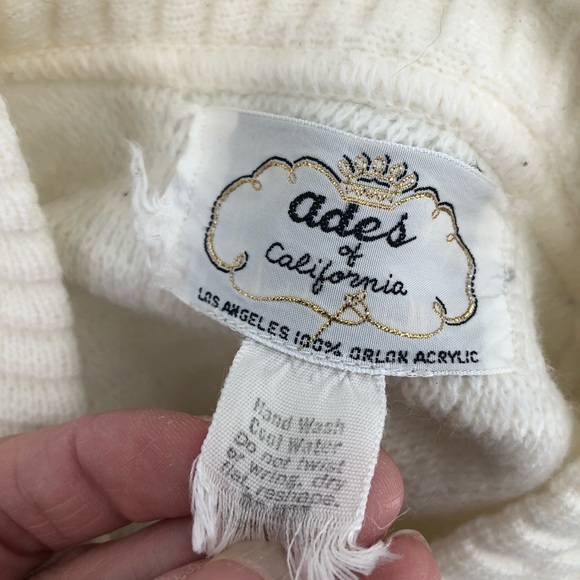 ades
of
California
LOS ANGELES 100% ORLON ACRYLIC
Hand Wash
Cool Water
Do not twist
or wring, dry
flat, reshape.